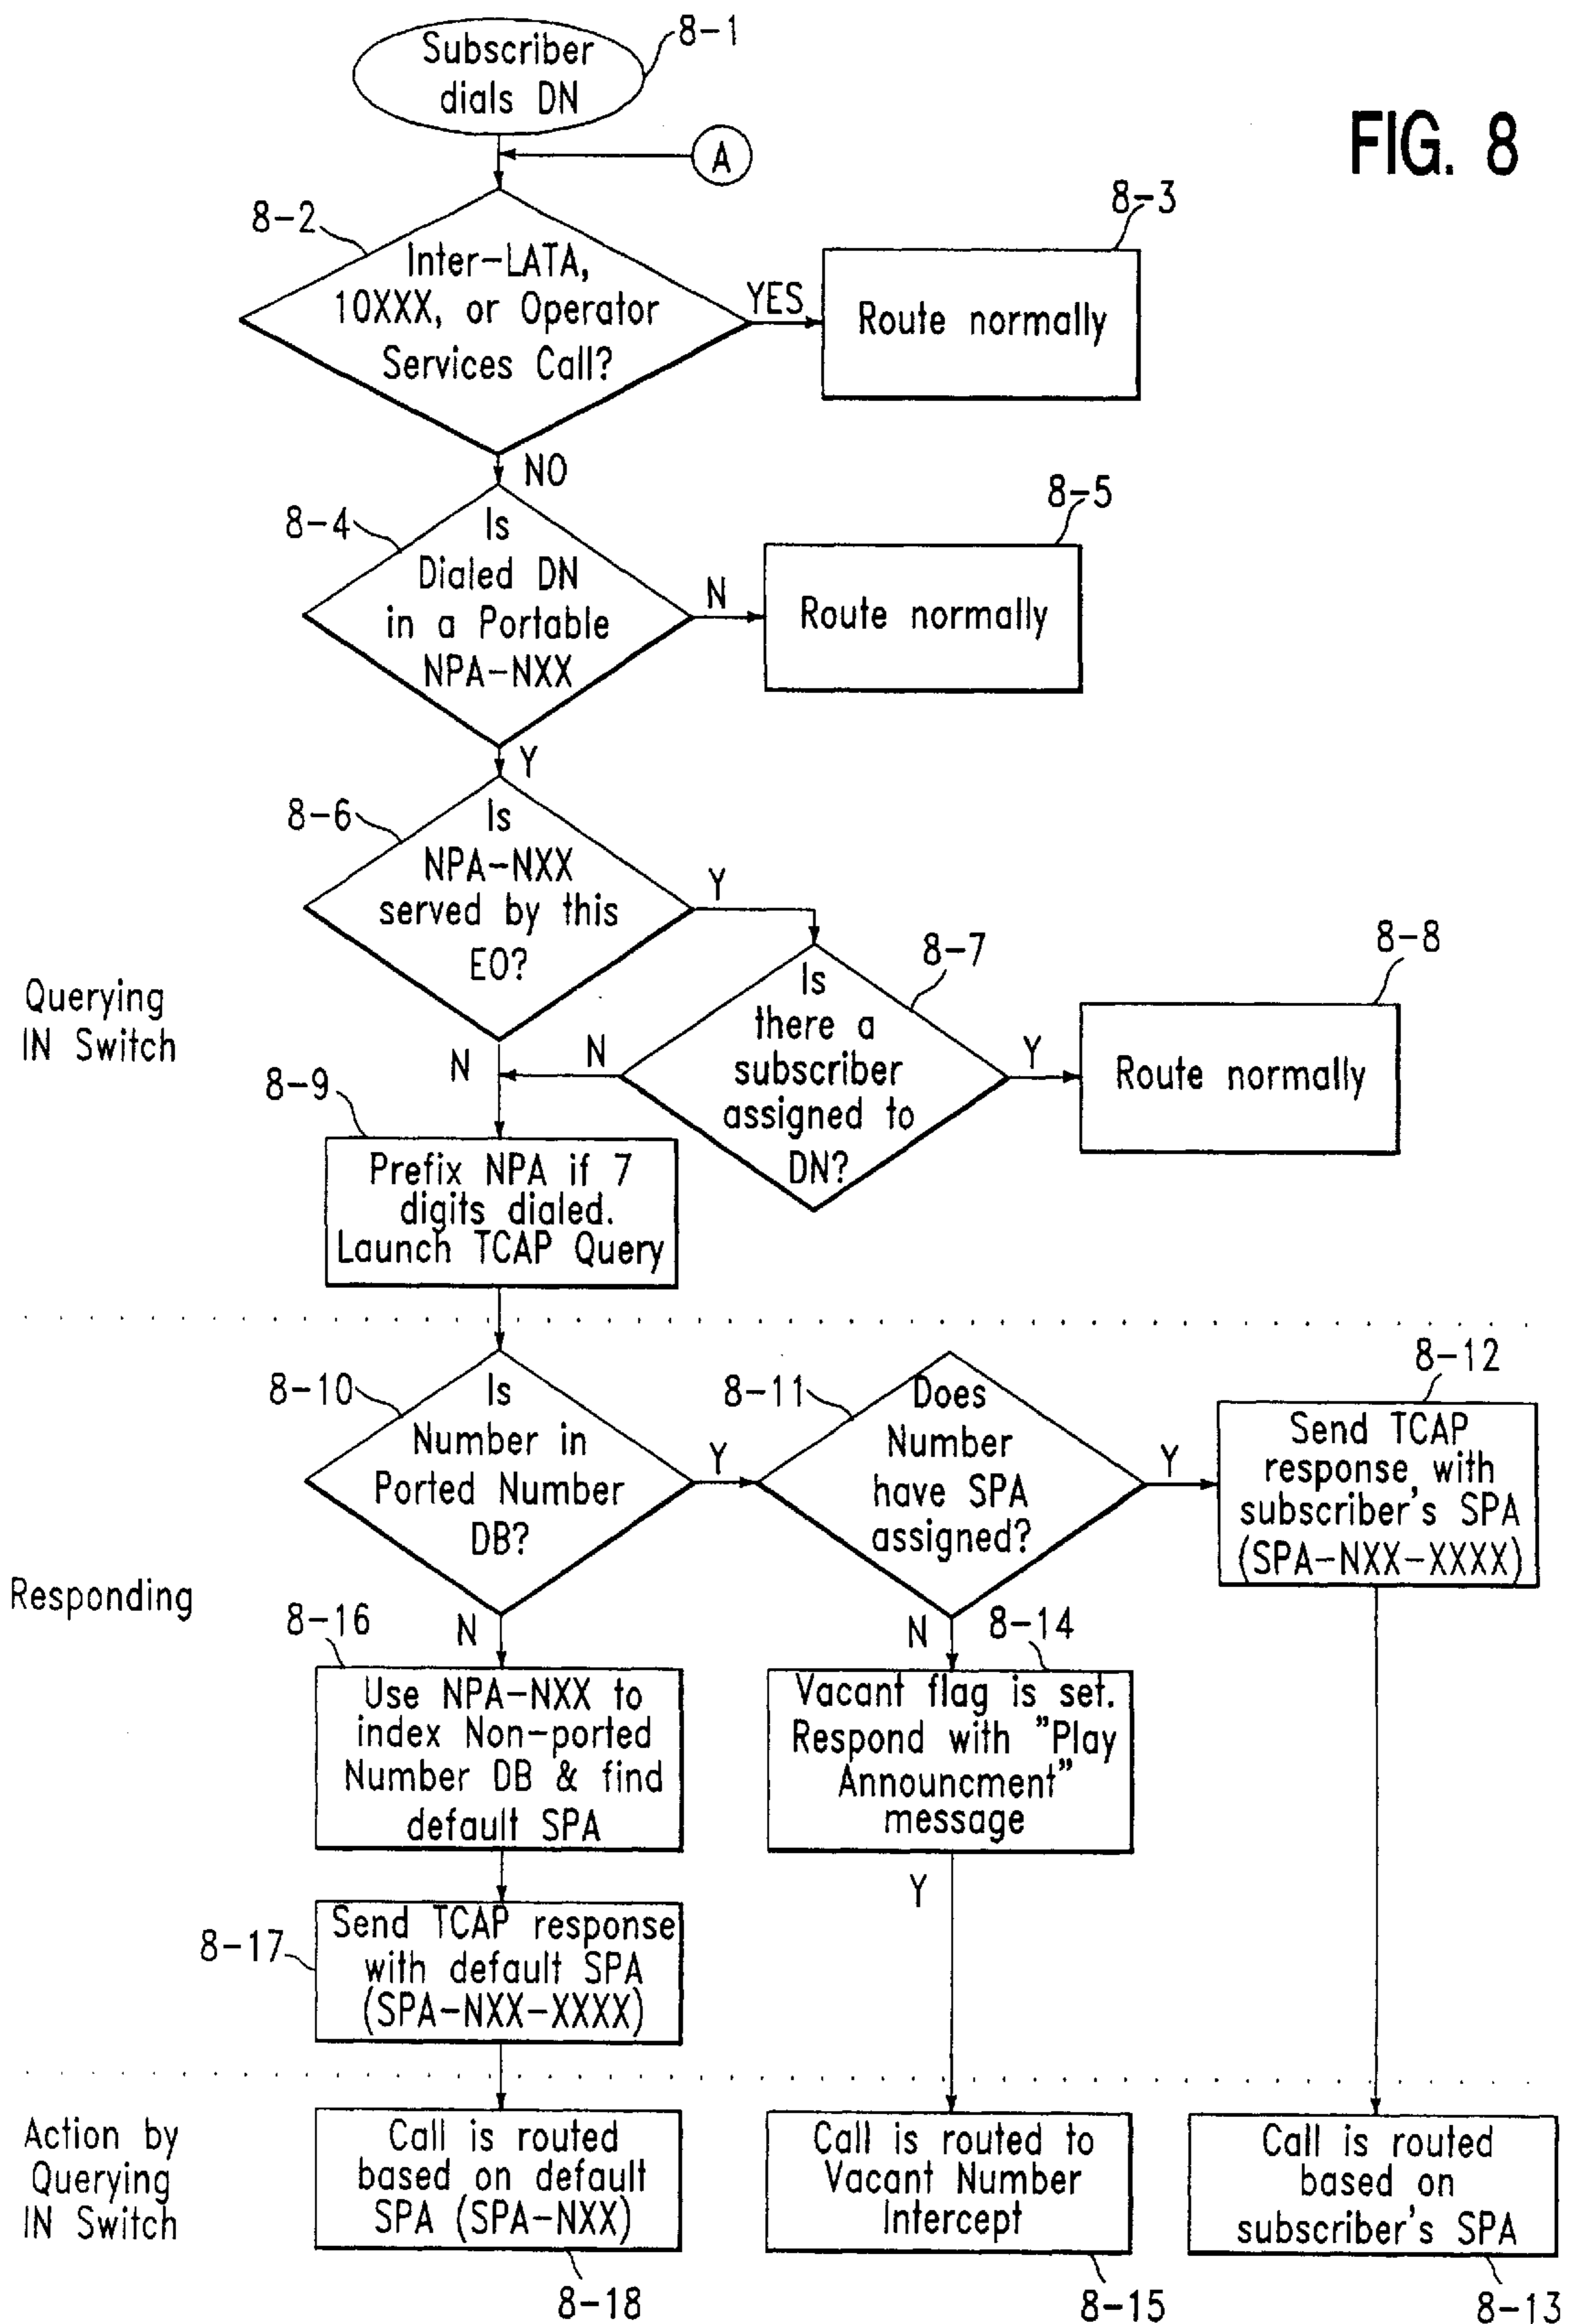 FIG. 8
Subscriber
dials DN
8-1
A
8-2
Inter-LATA,
10XXX, or Operator
Services Call?
YES
8-3
Route normally
NO
8-4
Is
Dialed DN
in a Portable
NPA-NXX
N
8-5
Route normally
Y
8-6
Is
NPA-NXX
served by this
EO?
Y
8-7
Is
there a
subscriber
assigned to
DN?
Y
8-8
Route normally
Querying
IN Switch
N
N
8-9
Prefix NPA if 7
digits dialed.
Launch TCAP Query
8-10
Is
Number in
Ported Number
DB?
Y
8-11
Does
Number
have SPA
assigned?
Y
8-12
Send TCAP
response with
subscriber's SPA
(SPA-NXX-XXXX)
Responding
N
8-16
Use NPA-NXX to
index Non-ported
Number DB & find
default SPA
N
8-14
Vacant flag is set.
Respond with "Play
Announcment"
message
Y
8-17
Send TCAP response
with default SPA
(SPA-NXX-XXXX)
Action by
Querying
IN Switch
Call is routed
based on default
SPA (SPA-NXX)
8-18
Call is routed to
Vacant Number
Intercept
8-15
Call is routed
based on
subscriber's SPA
8-13